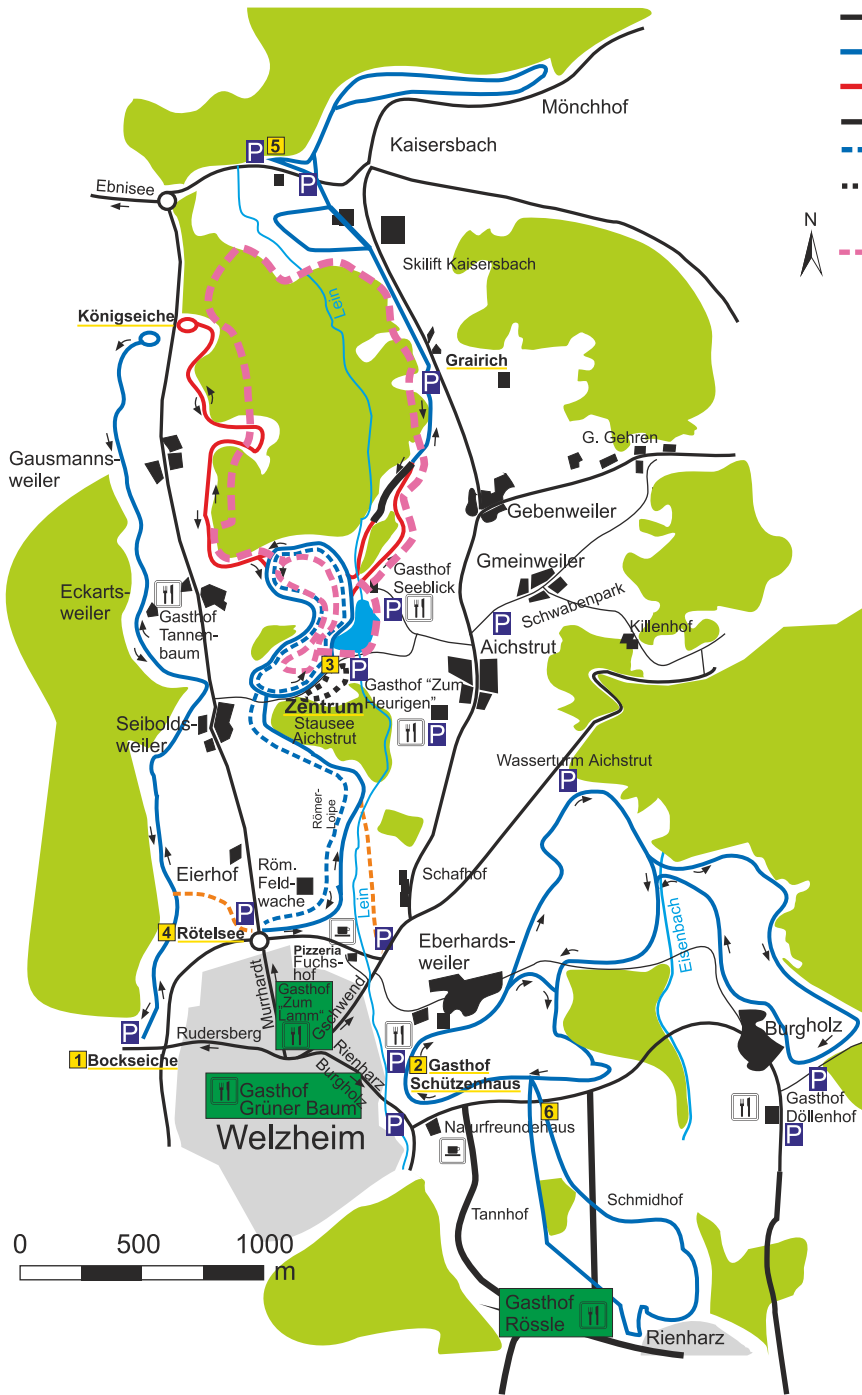 Mönchhof
P
5
Kaisersbach
P
Ebnisee
N
Skilift Kaisersbach
Lein
Königseiche
Grairich
P
G. Gehren
Gausmanns-
weiler
Gebenweiler
Gasthof
Seeblick
Gmeinweiler
Eckarts-
weiler
Gasthof
Tannen-
baum
P
Schwabenpark
P
Killenhof
Aichstrut
3
P
Gasthof "Zum
Heurigen"
Zentrum
Stausee
Aichstrut
Seibolds-
weiler
P
Wasserturm Aichstrut
P
Römer-
Loipe
Eierhof
Röm.
Feld-
wache
Schafhof
Lein
P
4 Rötelsee
P
Eberhards-
weiler
Eisenbach
Pizzeria
Fuchs-
hof
Murrhardt
Gasthof
"Zum
Lamm"
Gschwend
P
Rudersberg
Burgholz
1 Bockseiche
Rienharz
Burgholz
P
2 Gasthof
Schützenhaus
P
Gasthof
Grüner Baum
6
Gasthof
Döllenhof
P
Welzheim
P
Naturfreundehaus
Tannhof
Schmidhof
0 500 1000 m
Gasthof
Rössle
Rienharz